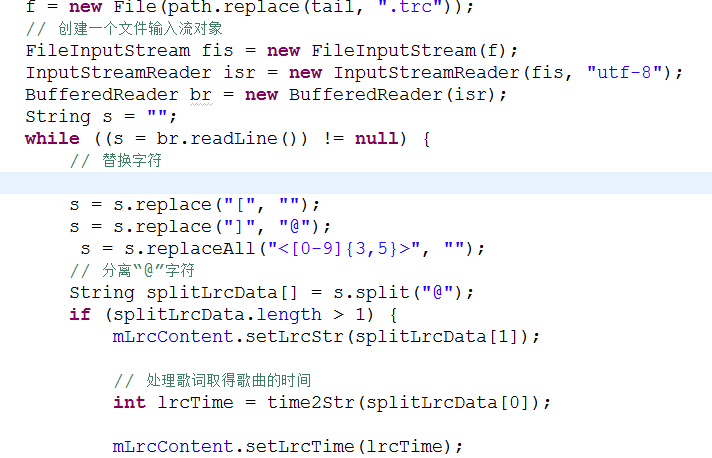 f = new File(path.replace(tail, ".trc"));
// 创建一个文件输入流对象
FileInputStream fis = new FileInputStream(f);
InputStreamReader isr = new InputStreamReader(fis, "utf-8");
BufferedReader br = new BufferedReader(isr);
String s = "";
while ((s = br.readLine()) != null) {
// 替换字符
s = s.replace("[", "");
s = s.replace("]", "@");
s = s.replaceAll("<[0-9]{3,5}>", "");
// 分离“@”字符
String splitLrcData[] = s.split("@");
if (splitLrcData.length > 1) {
mLrcContent.setLrcStr(splitLrcData[1]);
// 处理歌词取得歌曲的时间
int lrcTime = time2Str(splitLrcData[0]);
mLrcContent.setLrcTime(lrcTime);